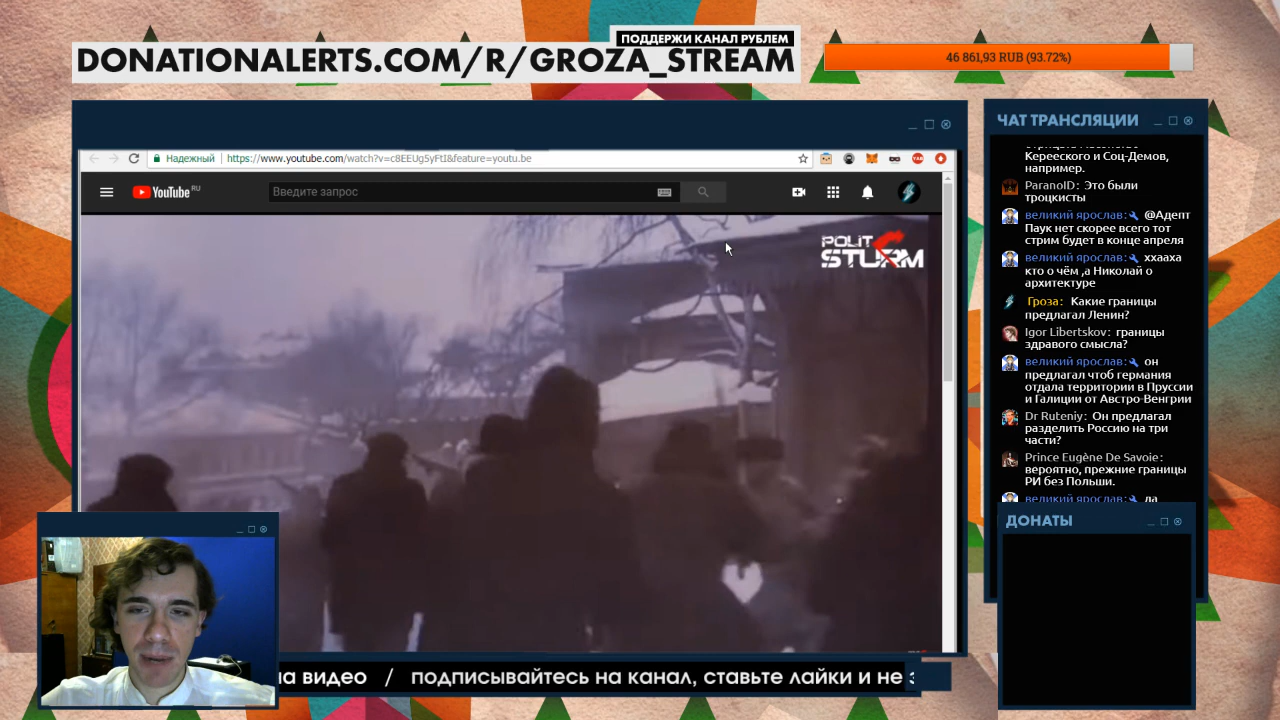 ПОДДЕРЖИ КАНАЛ РУБЛЕМ
DONATIONALERTS.COM/R/GROZA_STREAM
46 861,93 RUB (93.72%)
Надежный
https://www.youtube.com/watch?v=c8EEUg5yFtI&feature=youtu.be
YouTube RU
Введите запрос
POLIT
STURM
ЧАТ ТРАНСЛЯЦИИ
Керееского и Соц-Демов,
например.
ParanoID: Это были
троцкисты
великий ярослав: @Адепт
Паук нет скорее всего тот
стрим будет в конце апреля
великий ярослав: ххааха
кто о чём ,а Николай о
архитектуре
Гроза: Какие границы
предлагал Ленин?
Igor Libertskov: границы
здравого смысла?
великий ярослав: он
предлагал чтоб германия
отдала территории в Пруссии
и Галиции от Австро-Венгрии
Dr Ruteniy: Он предлагал
разделить Россию на три
части?
Prince Eugène De Savoie:
вероятно, прежние границы
РИ без Польши.
великий ярослав: да
ДОНАТЫ
на видео / подписывайтесь на канал, ставьте лайки и не